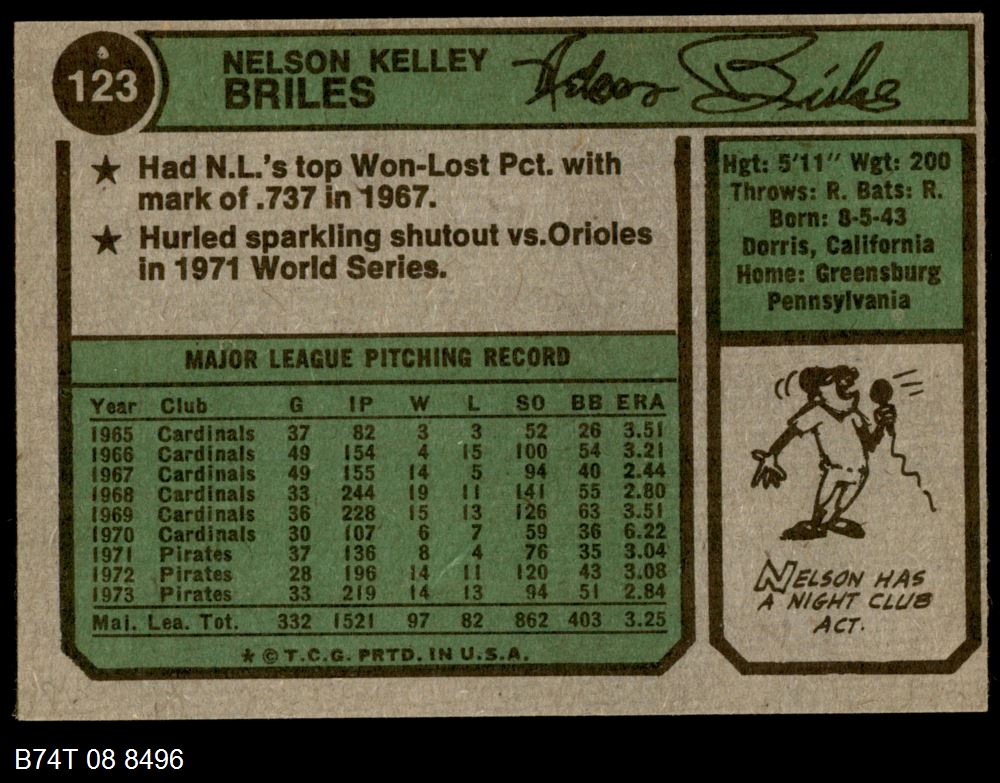 123
NELSON KELLEY
BRILES
Nelson Briles
★ Had N.L.'s top Won-Lost Pct. with
mark of .737 in 1967.
★ Hurled sparkling shutout vs.Orioles
in 1971 World Series.
Hgt: 5'11" Wgt: 200
Throws: R. Bats: R.
Born: 8-5-43
Dorris, California
Home: Greensburg
Pennsylvania
MAJOR LEAGUE PITCHING RECORD
Year Club G IP W L SO BB ERA
1965 Cardinals 37 82 3 3 52 26 3.51
1966 Cardinals 49 154 4 15 100 54 3.21
1967 Cardinals 49 155 14 5 94 40 2.44
1968 Cardinals 33 244 19 11 141 55 2.80
1969 Cardinals 36 228 15 13 126 63 3.51
1970 Cardinals 30 107 6 7 59 36 6.22
1971 Pirates 37 136 8 4 76 35 3.04
1972 Pirates 28 196 14 11 120 43 3.08
1973 Pirates 33 219 14 13 94 51 2.84
Maj. Lea. Tot. 332 1521 97 82 862 403 3.25
★ © T.C.G. PRTD. IN U.S.A.
NELSON HAS
A NIGHT CLUB
ACT.
B74T 08 8496